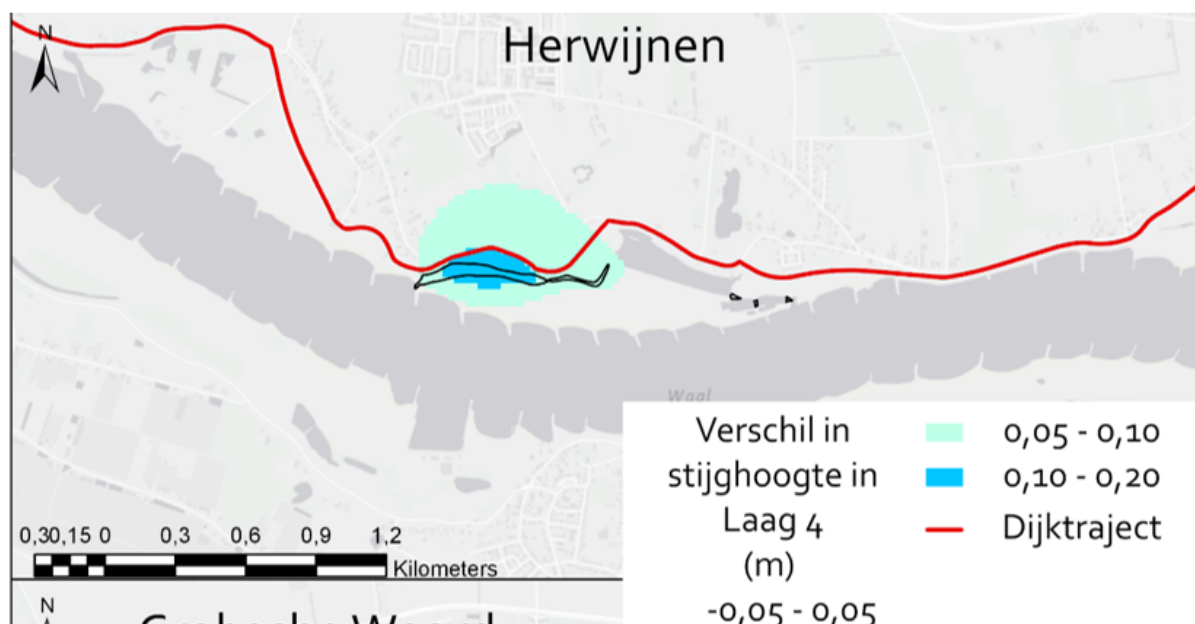 Herwijnen
N
Waal
Verschil in
stijghoogte in
Laag 4
(m)
-0,05 - 0,05
0,05 - 0,10
0,10 - 0,20
Dijktraject
0,30 0,15 0 0,3 0,6 0,9 1,2
Kilometers
N